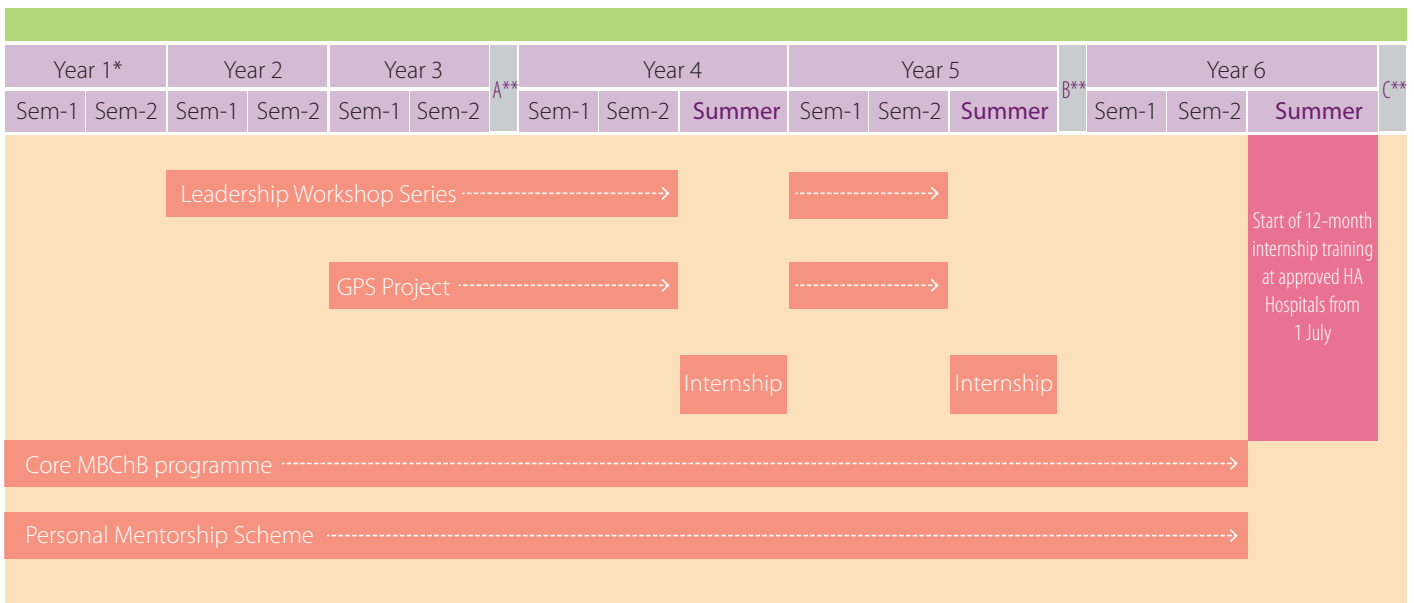 Year 1* Year 2 Year 3 A** Year 4 Year 5 B** Year 6 C**
Sem-1 Sem-2 Sem-1 Sem-2 Sem-1 Sem-2 Sem-1 Sem-2 Summer Sem-1 Sem-2 Summer Sem-1 Sem-2 Summer
Leadership Workshop Series
GPS Project
Internship Internship
Start of 12-month
internship training
at approved HA
Hospitals from
1 July
Core MBChB programme
Personal Mentorship Scheme